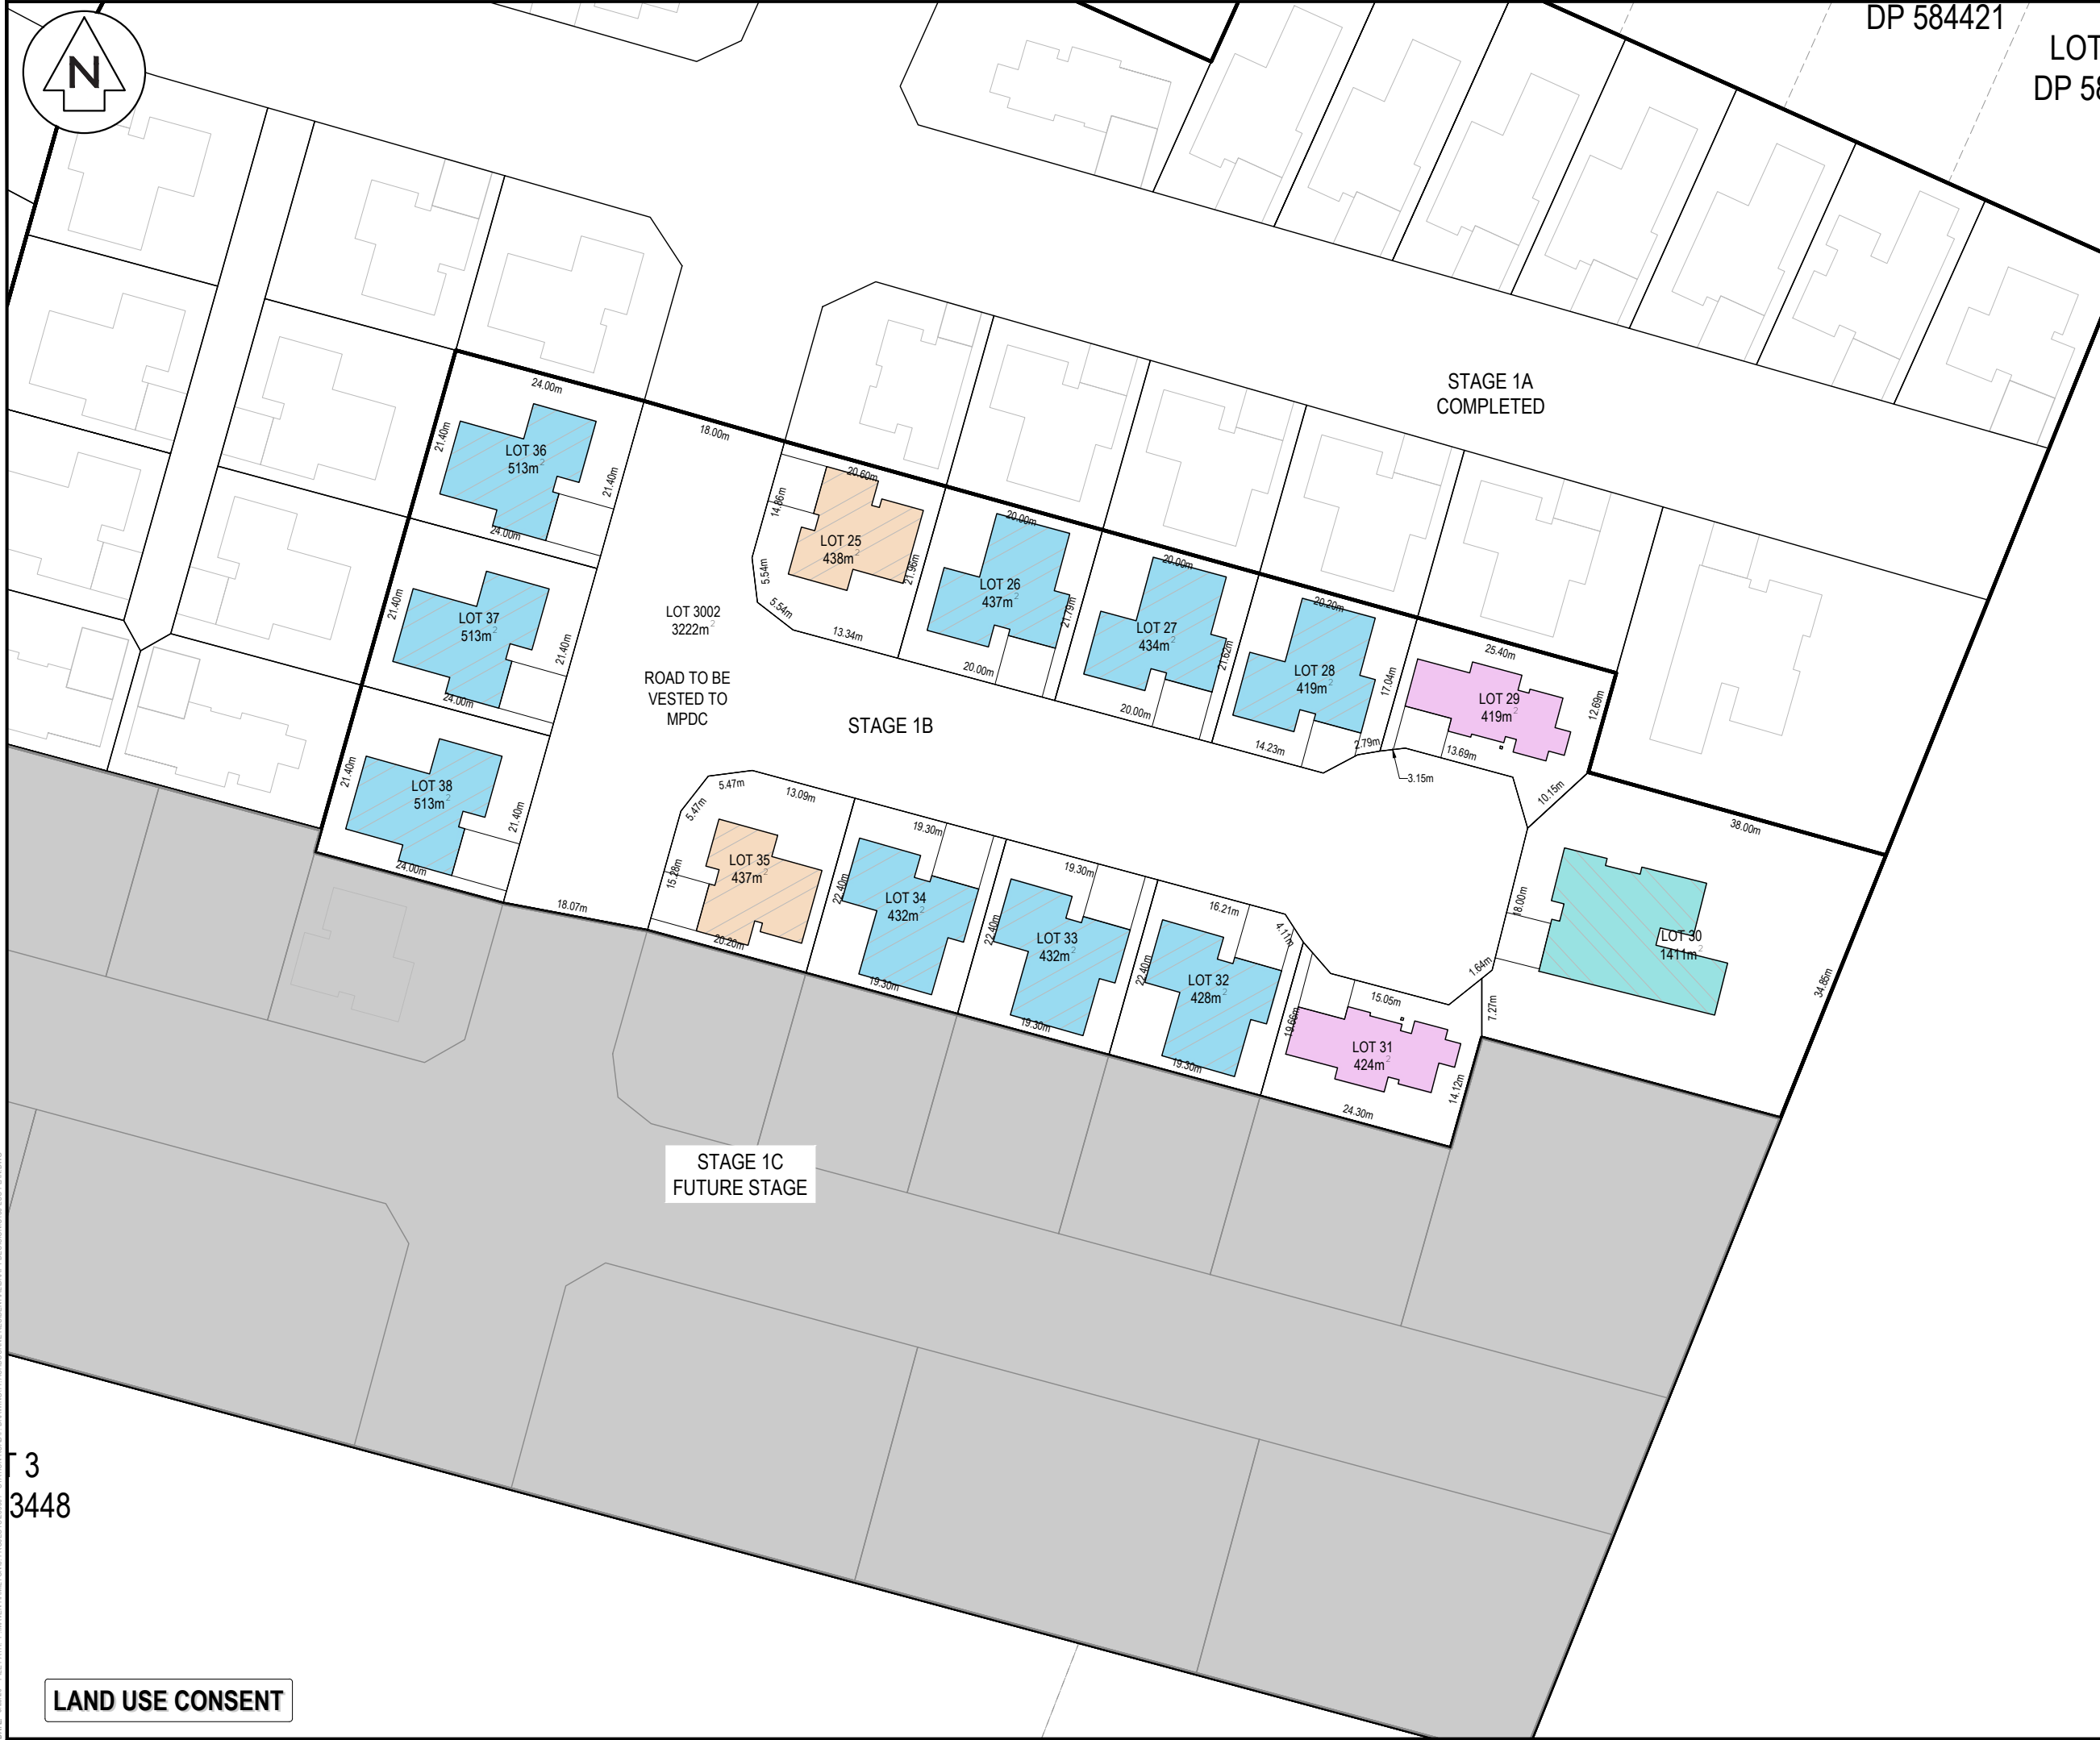 N
DP 584421
LOT
DP 58
STAGE 1A
COMPLETED
24.00m
21.40m
LOT 36
513m²
21.40m
24.00m
18.00m
20.60m
14.86m
LOT 25
438m²
21.96m
5.54m
5.54m
13.34m
20.00m
LOT 26
437m²
21.79m
20.00m
20.00m
LOT 27
434m²
21.62m
20.00m
20.20m
LOT 28
419m²
17.04m
14.23m
2.79m
3.15m
25.40m
LOT 29
419m²
12.69m
13.69m
10.15m
38.00m
21.40m
LOT 37
513m²
21.40m
24.00m
LOT 3002
3222m²
ROAD TO BE
VESTED TO
MPDC
STAGE 1B
21.40m
LOT 38
513m²
21.40m
24.00m
18.07m
5.47m
5.47m
13.09m
LOT 35
437m²
15.28m
20.20m
19.30m
22.40m
LOT 34
432m²
19.30m
19.30m
22.40m
LOT 33
432m²
19.30m
16.21m
4.11m
22.40m
LOT 32
428m²
19.30m
15.05m
1.64m
19.66m
LOT 31
424m²
14.12m
24.30m
18.00m
LOT 30
1411m²
7.27m
34.85m
STAGE 1C
FUTURE STAGE
T 3
3448
LAND USE CONSENT